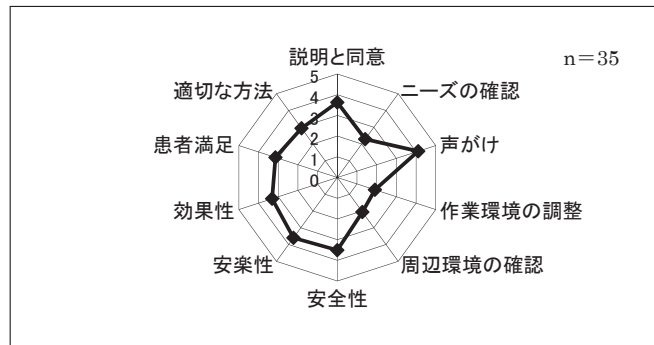 説明と同意
n=35
適切な方法
ニーズの確認
患者満足
声がけ
効果性
作業環境の調整
安楽性
周辺環境の確認
安全性
5
4
3
2
1
0